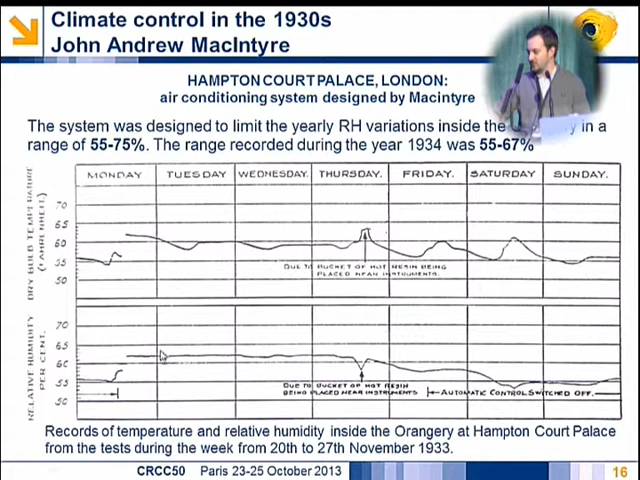 Climate control in the 1930s
John Andrew MacIntyre
HAMPTON COURT PALACE, LONDON:
air conditioning system designed by Macintyre
The system was designed to limit the yearly RH variations inside the in a
range of 55-75%. The range recorded during the year 1934 was 55-67%
MONDAY TUESDAY WEDNESDAY. THURSDAY. FRIDAY. SATURDAY SUNDAY.
DRY BULB TEMPERATURE
(FAHRENHEIT.)
70
65
60
55
50
DUE TO BUCKET OF HOT RESIN BEING
PLACED NEAR INSTRUMENTS.
RELATIVE HUMIDITY
PER CENT.
70
65
60
55
50
DUE TO BUCKET OF HOT RESIN
BEING PLACED NEAR INSTRUMENTS
AUTOMATIC CONTROL SWITCHED OFF.
Records of temperature and relative humidity inside the Orangery at Hampton Court Palace
from the tests during the week from 20th to 27th November 1933.
CRCC50 Paris 23-25 October 2013
16